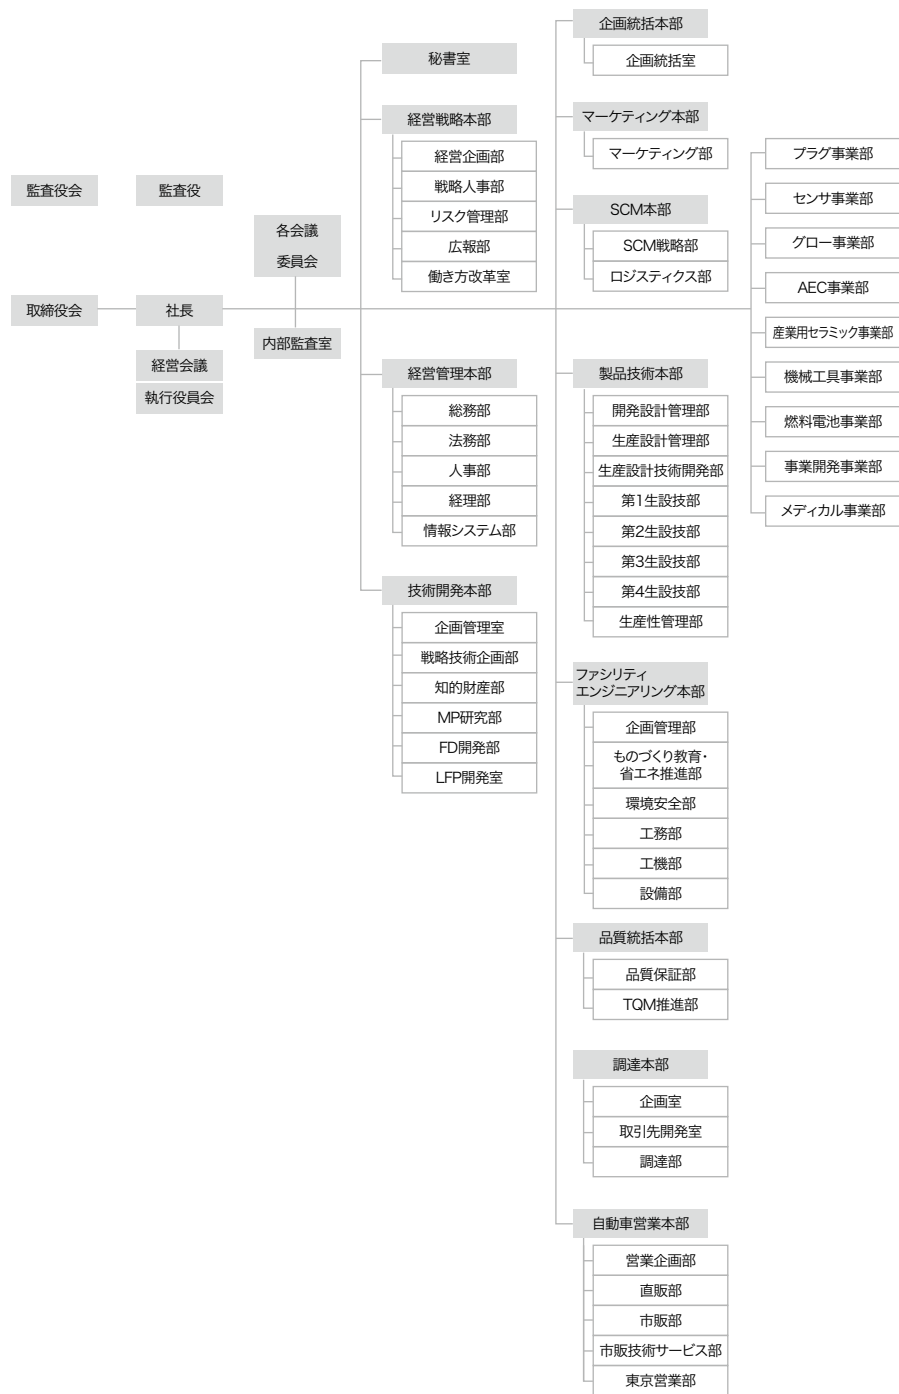 監査役会
監査役
取締役会
社長
経営会議
執行役員会
各会議
委員会
内部監査室
秘書室
経営戦略本部
経営企画部
戦略人事部
リスク管理部
広報部
働き方改革室
経営管理本部
総務部
法務部
人事部
経理部
情報システム部
技術開発本部
企画管理室
戦略技術企画部
知的財産部
MP研究部
FD開発部
LFP開発室
企画統括本部
企画統括室
マーケティング本部
マーケティング部
SCM本部
SCM戦略部
ロジスティクス部
製品技術本部
開発設計管理部
生産設計管理部
生産設計技術開発部
第1生設技部
第2生設技部
第3生設技部
第4生設技部
生産性管理部
ファシリティ
エンジニアリング本部
企画管理部
ものづくり教育・
省エネ推進部
環境安全部
工務部
工機部
設備部
品質統括本部
品質保証部
TQM推進部
調達本部
企画室
取引先開発室
調達部
自動車営業本部
営業企画部
直販部
市販部
市販技術サービス部
東京営業部
プラグ事業部
センサ事業部
グロー事業部
AEC事業部
産業用セラミック事業部
機械工具事業部
燃料電池事業部
事業開発事業部
メディカル事業部